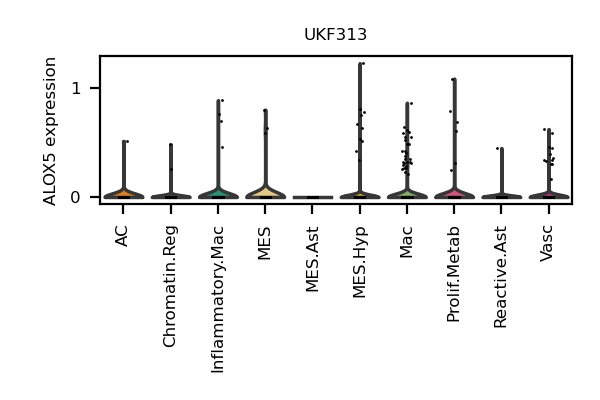 UKF313
ALOX5 expression
1
0
AC
Chromatin.Reg
Inflammatory.Mac
MES
MES.Ast
MES.Hyp
Mac
Prolif.Metab
Reactive.Ast
Vasc